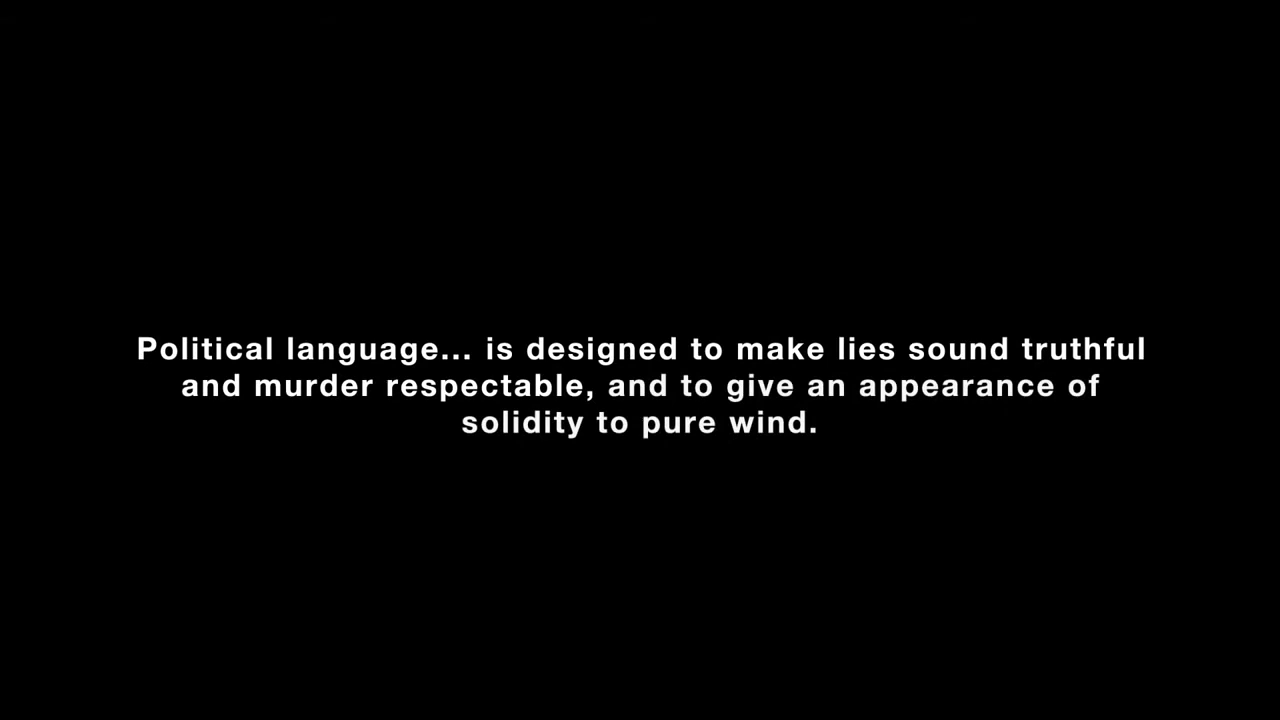 Political language... is designed to make lies sound truthful
and murder respectable, and to give an appearance of
solidity to pure wind.